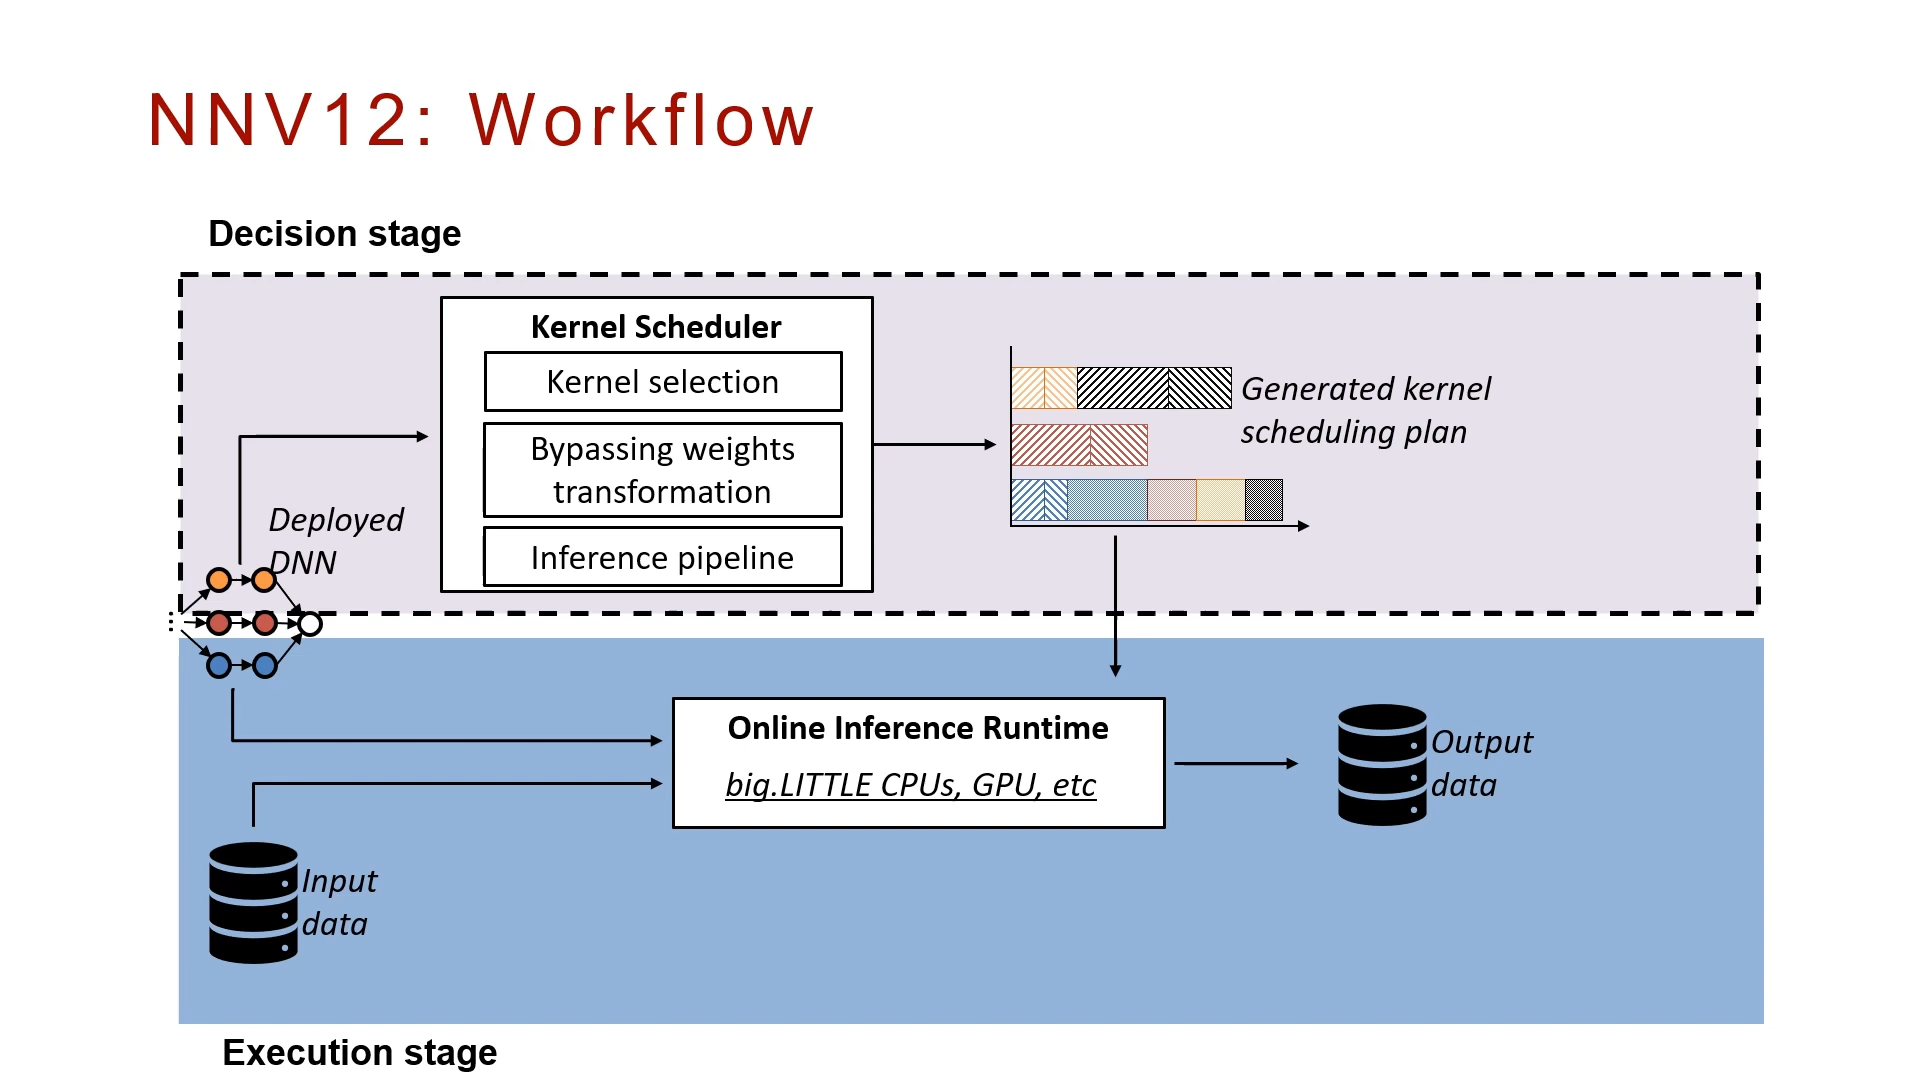 NNV12: Workflow
Decision stage
Kernel Scheduler
Kernel selection
Bypassing weights
transformation
Inference pipeline
Generated kernel
scheduling plan
Deployed
DNN
Online Inference Runtime
big.LITTLE CPUs, GPU, etc
Output
data
Input
data
Execution stage